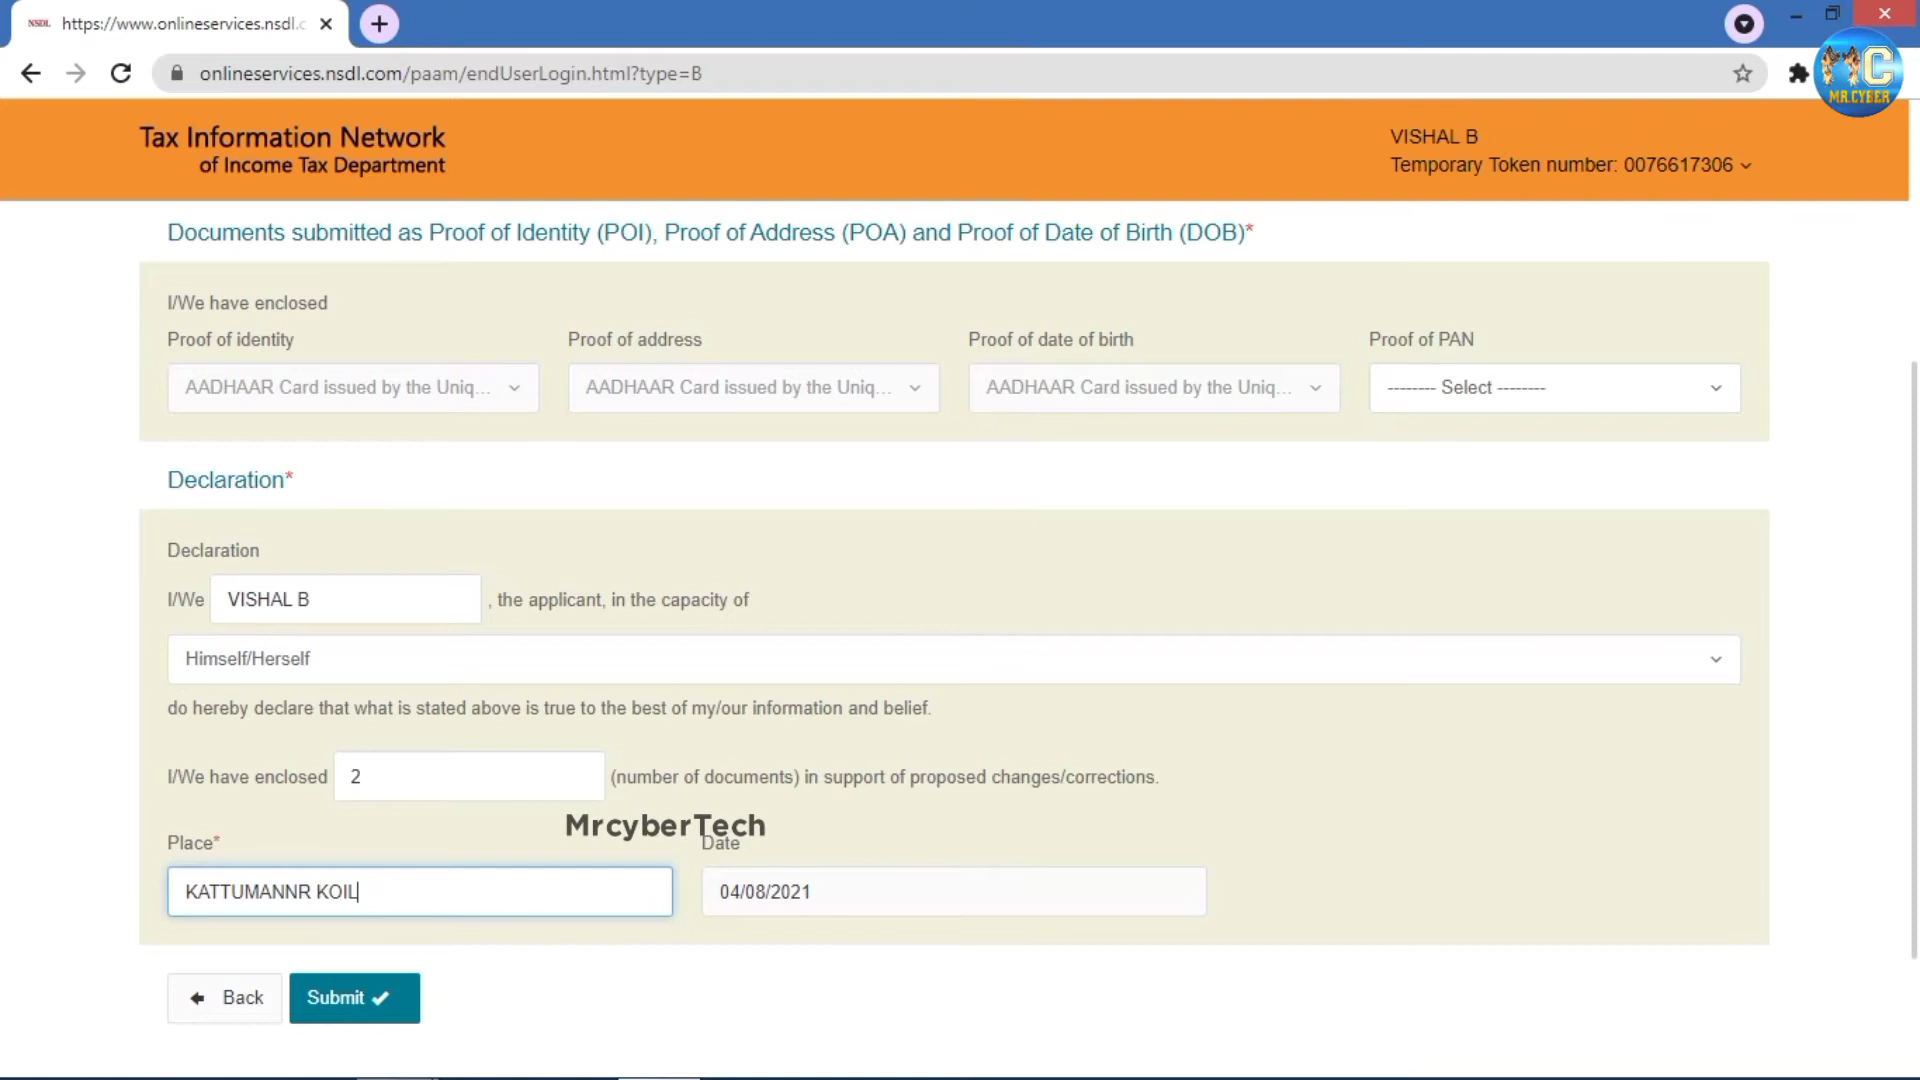 NSDL https://www.onlineservices.nsdl.c
onlineservices.nsdl.com/paam/endUserLogin.html?type=B
MC
MR.CYBER
Tax Information Network
of Income Tax Department
VISHAL B
Temporary Token number: 0076617306
Documents submitted as Proof of Identity (POI), Proof of Address (POA) and Proof of Date of Birth (DOB)*
I/We have enclosed
Proof of identity Proof of address Proof of date of birth Proof of PAN
AADHAAR Card issued by the Uniq... AADHAAR Card issued by the Uniq... AADHAAR Card issued by the Uniq... -------- Select --------
Declaration*
Declaration
I/We VISHAL B , the applicant, in the capacity of
Himself/Herself
do hereby declare that what is stated above is true to the best of my/our information and belief.
I/We have enclosed 2 (number of documents) in support of proposed changes/corrections.
MrcyberTech
Place* Date
KATTUMANNR KOIL 04/08/2021
Back Submit